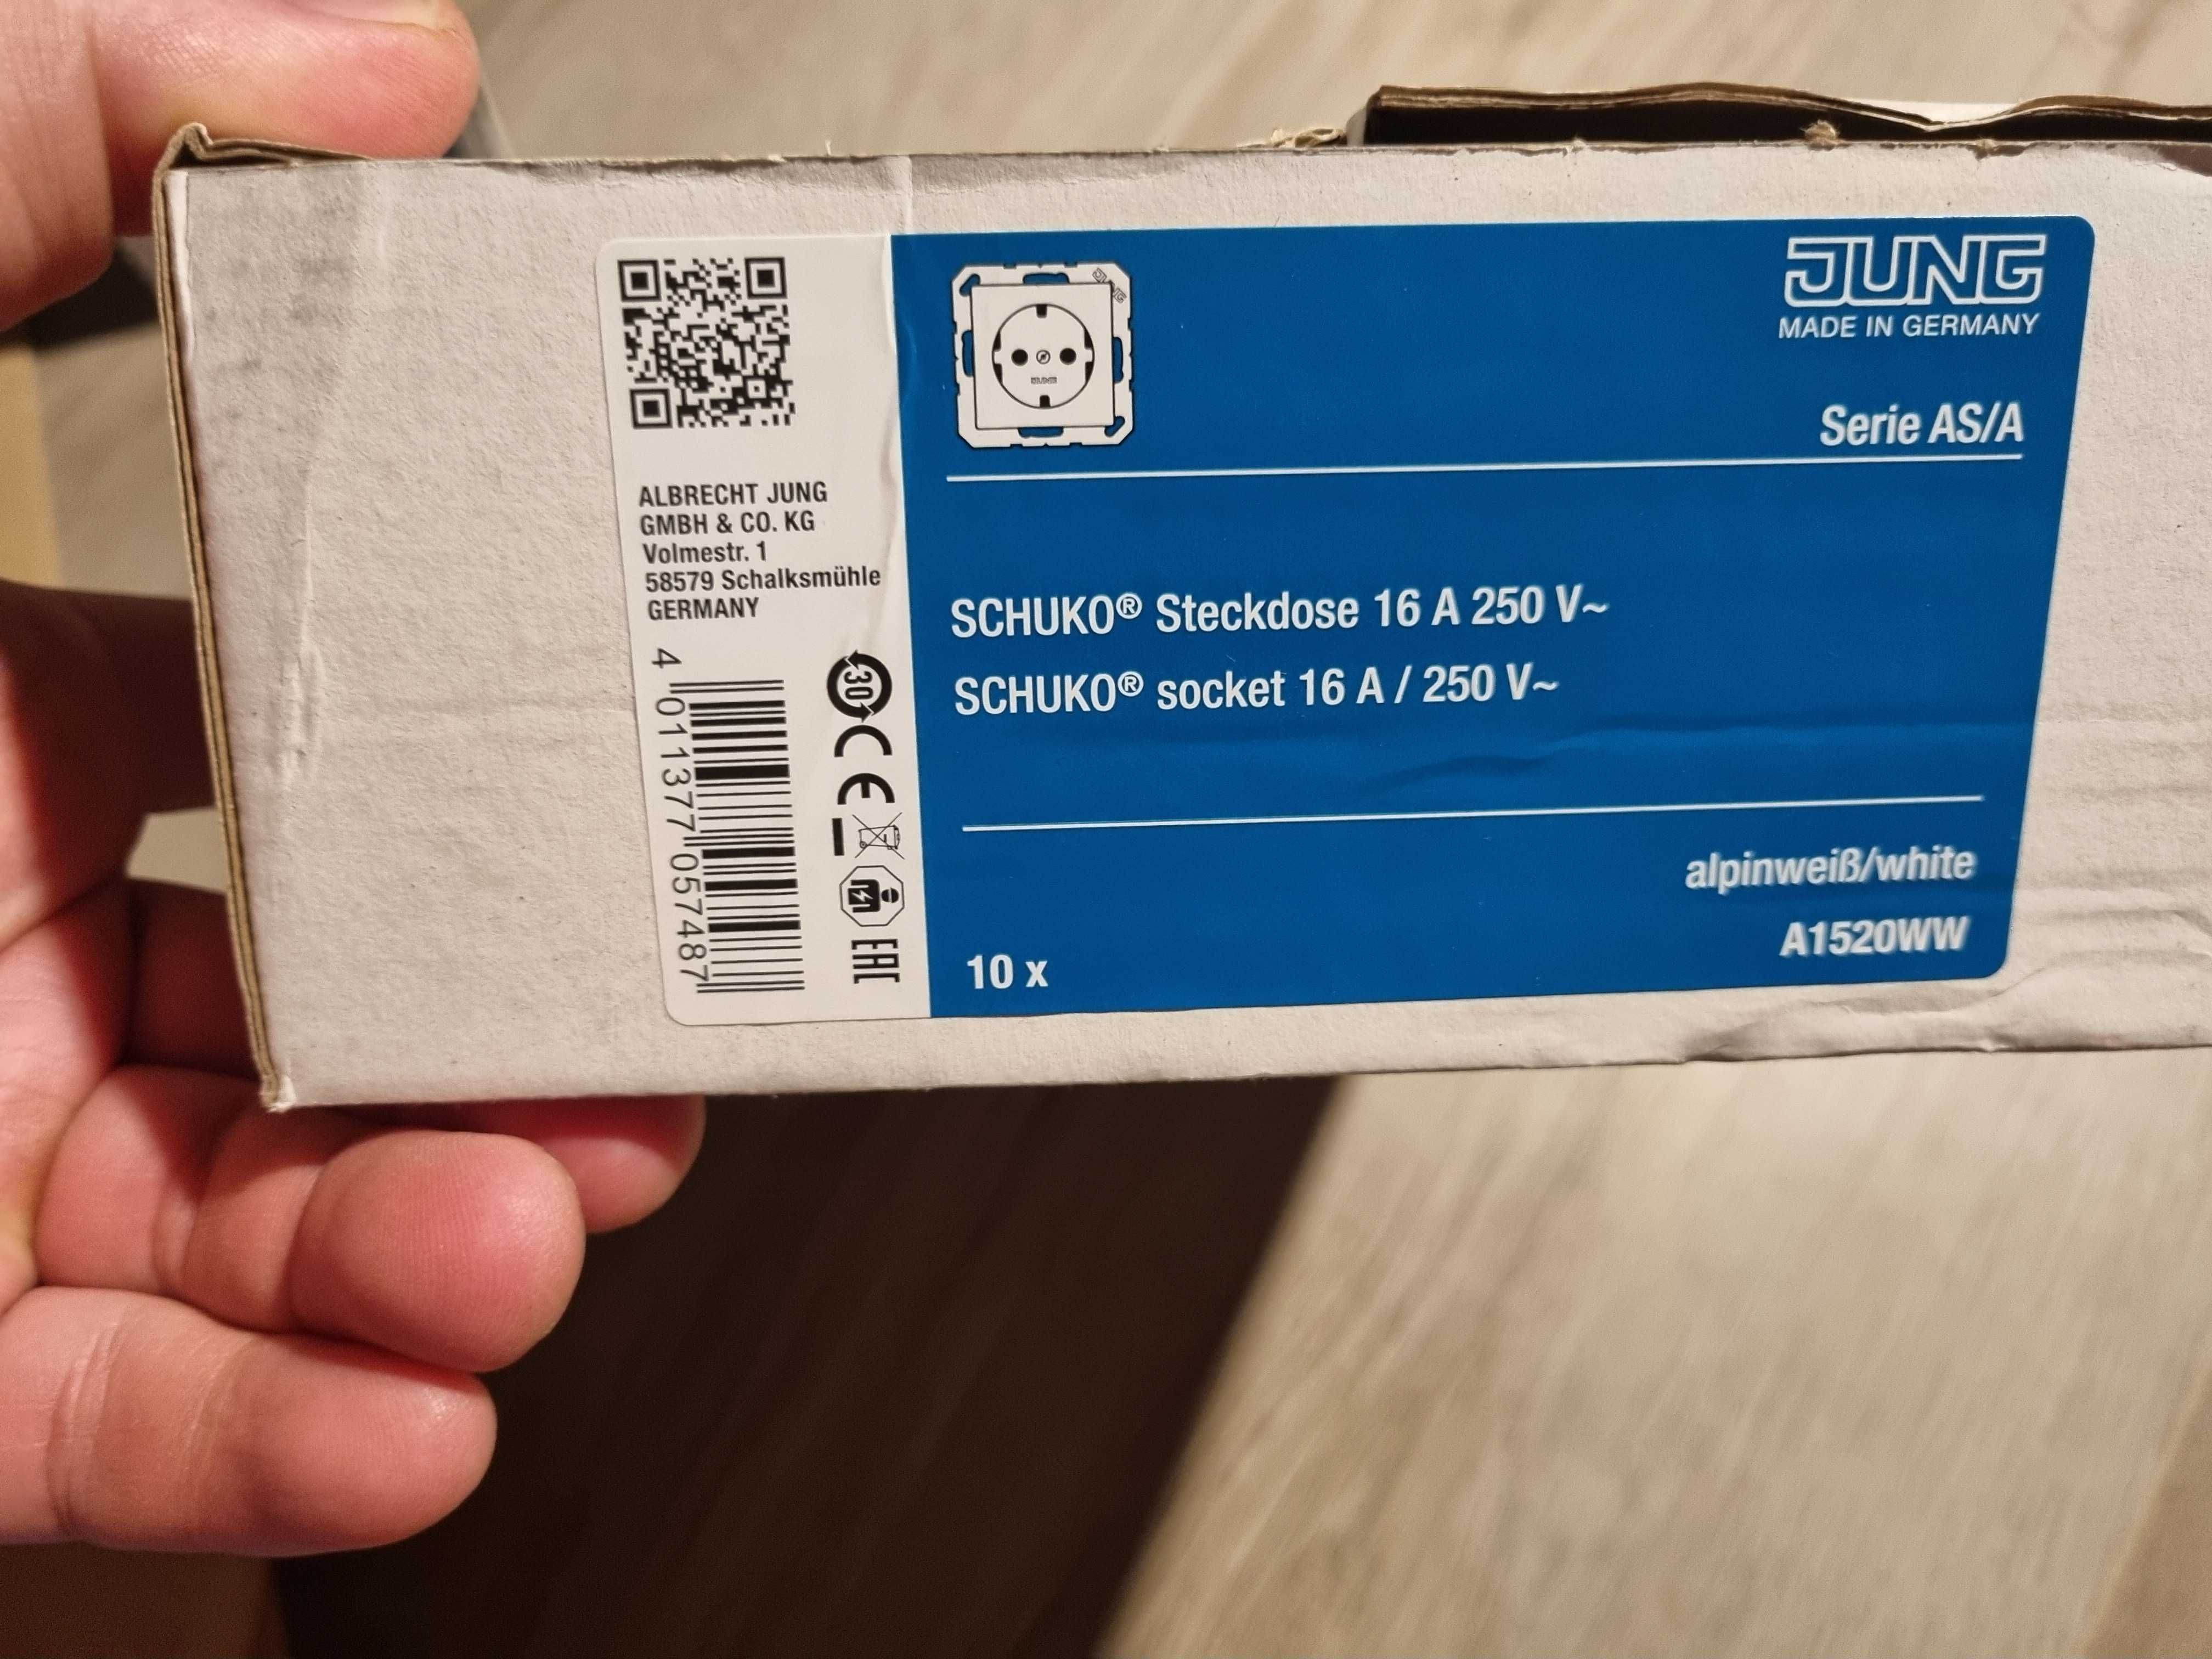 JUNG
MADE IN GERMANY
Serie AS/A
JUNG
ALBRECHT JUNG
GMBH & CO. KG
Volmestr. 1
58579 Schalksmühle
GERMANY
SCHUKO® Steckdose 16 A 250 V~
SCHUKO® socket 16 A / 250 V~
4 011377 057487
30
CE
EAC
alpinweiß/white
A1520WW
10 x